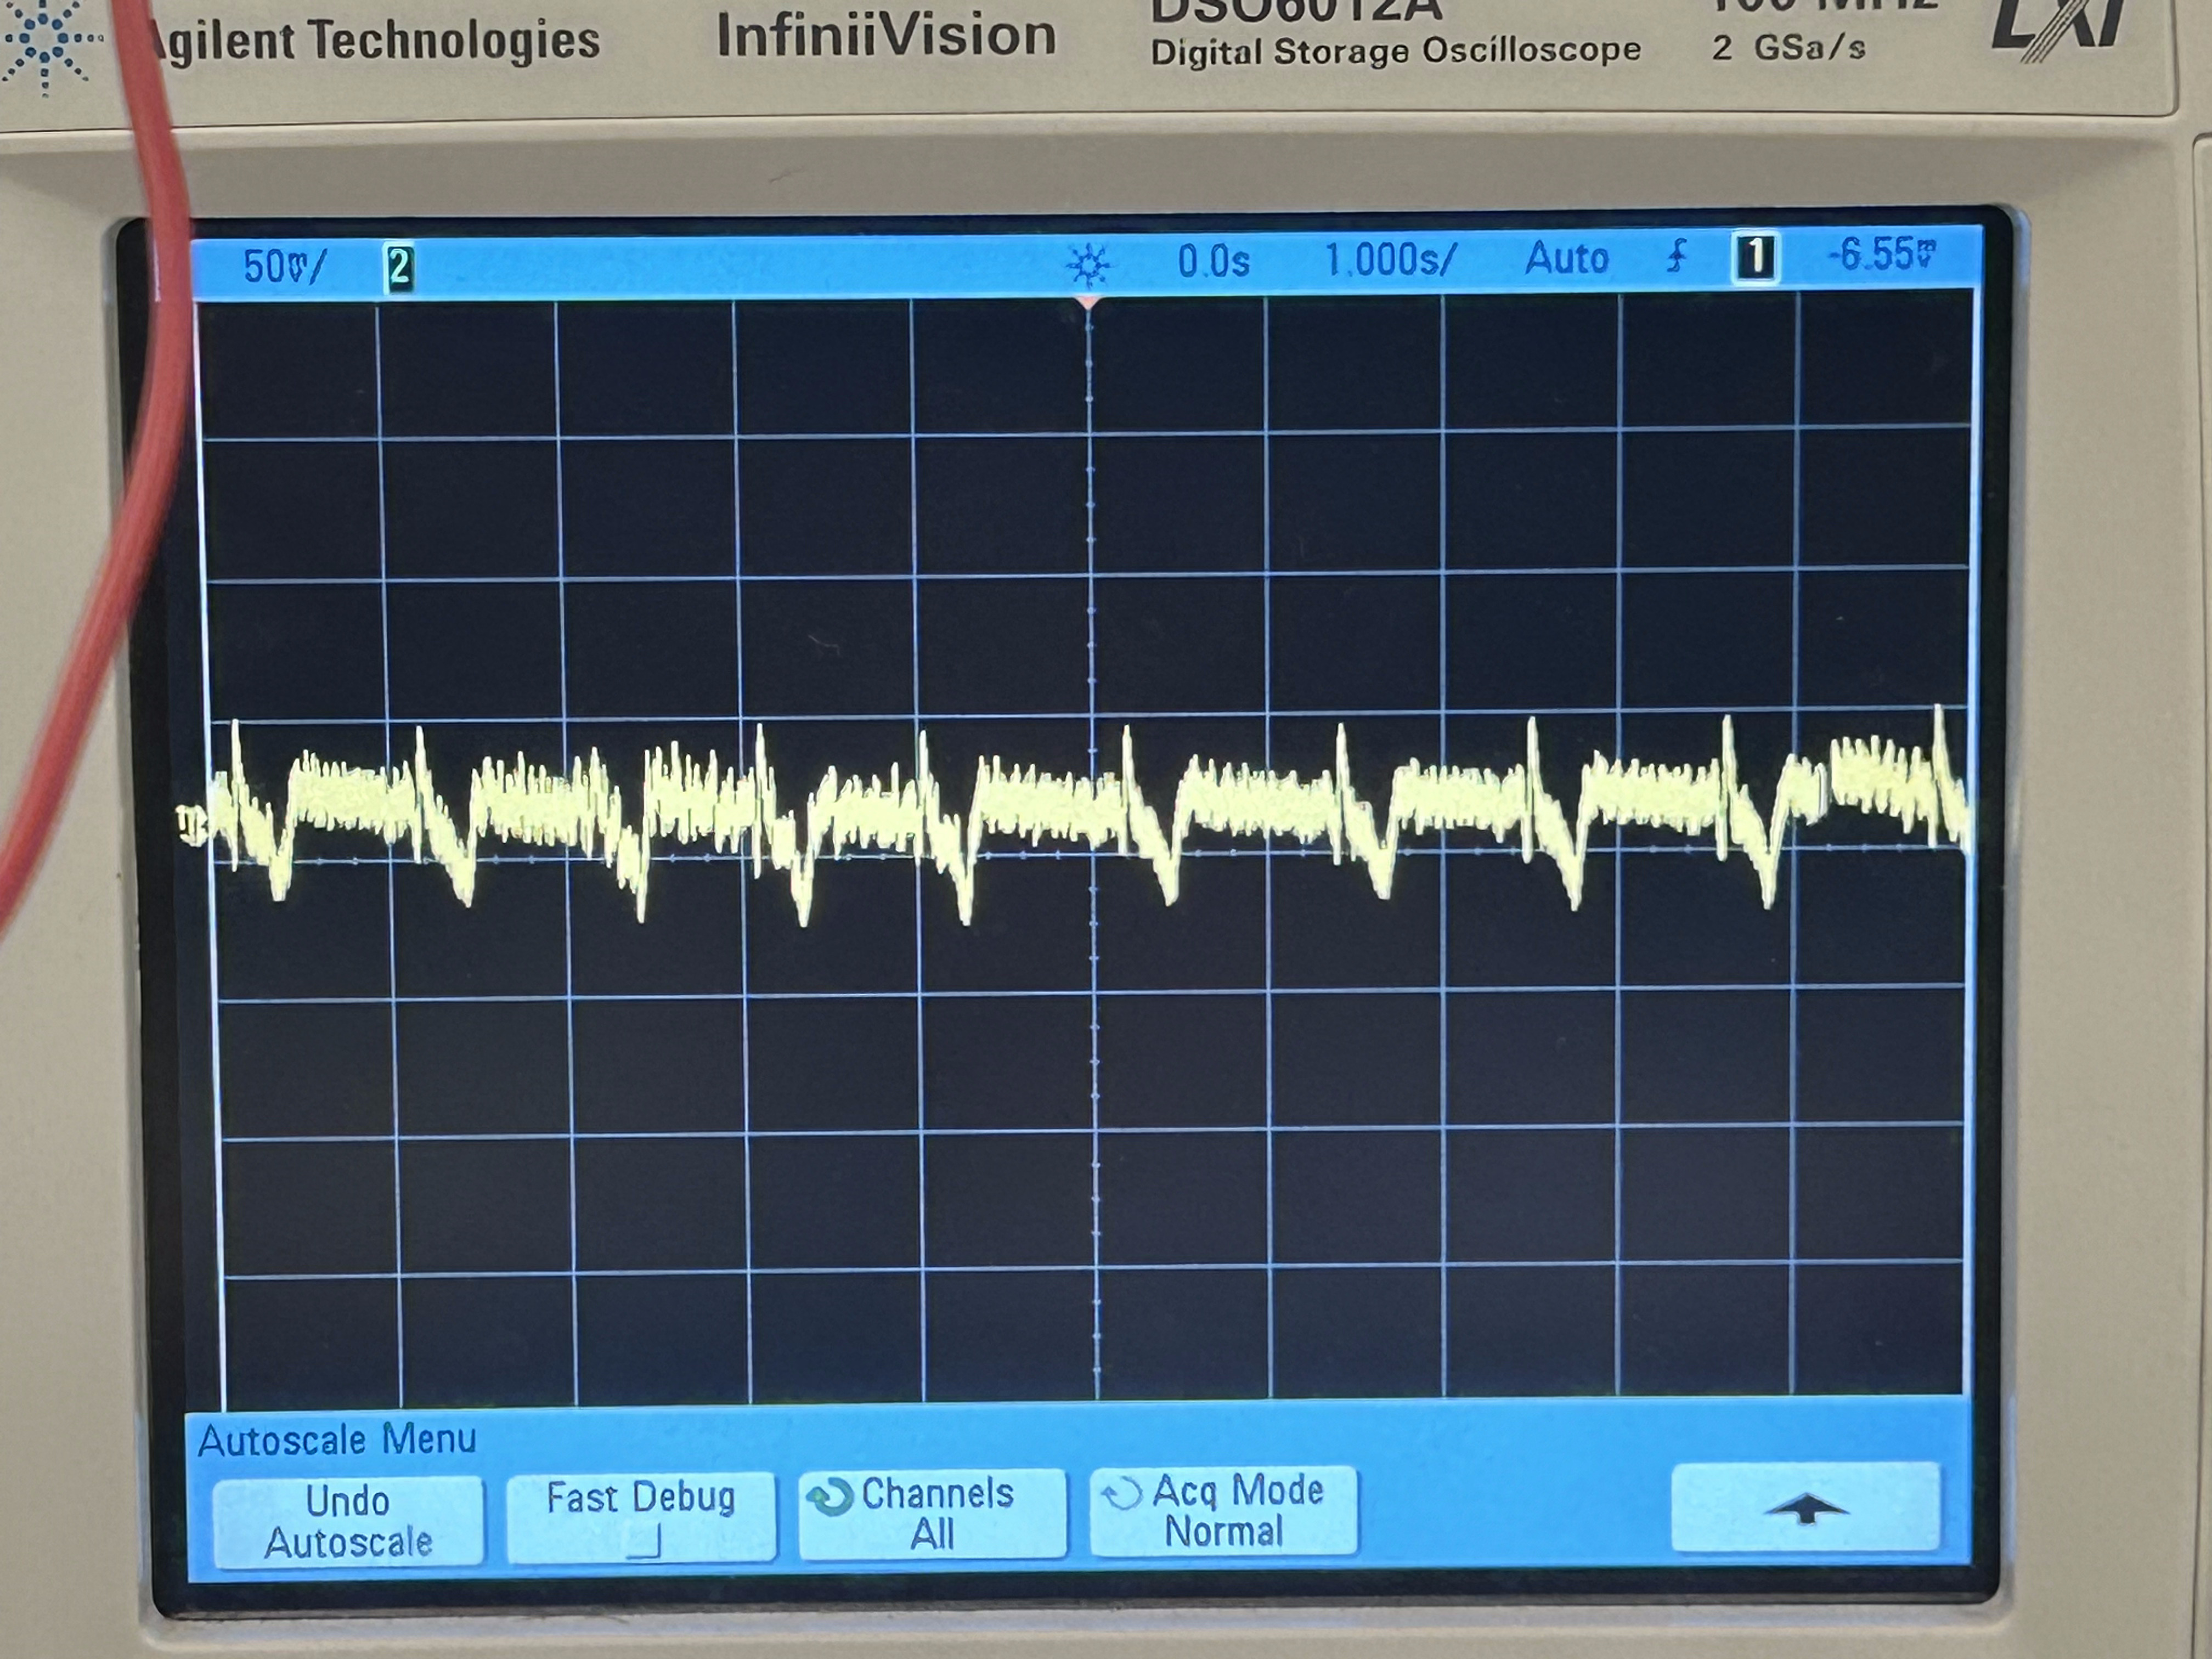 Agilent Technologies
InfiniiVision
DSO6012A
Digital Storage Oscilloscope
100 MHz
2 GSa/s
LXI
50mV/ 2 0.0s 1.000s/ Auto 1 -6.55mV
Autoscale Menu
Undo
Autoscale
Fast Debug
Channels
All
Acq Mode
Normal